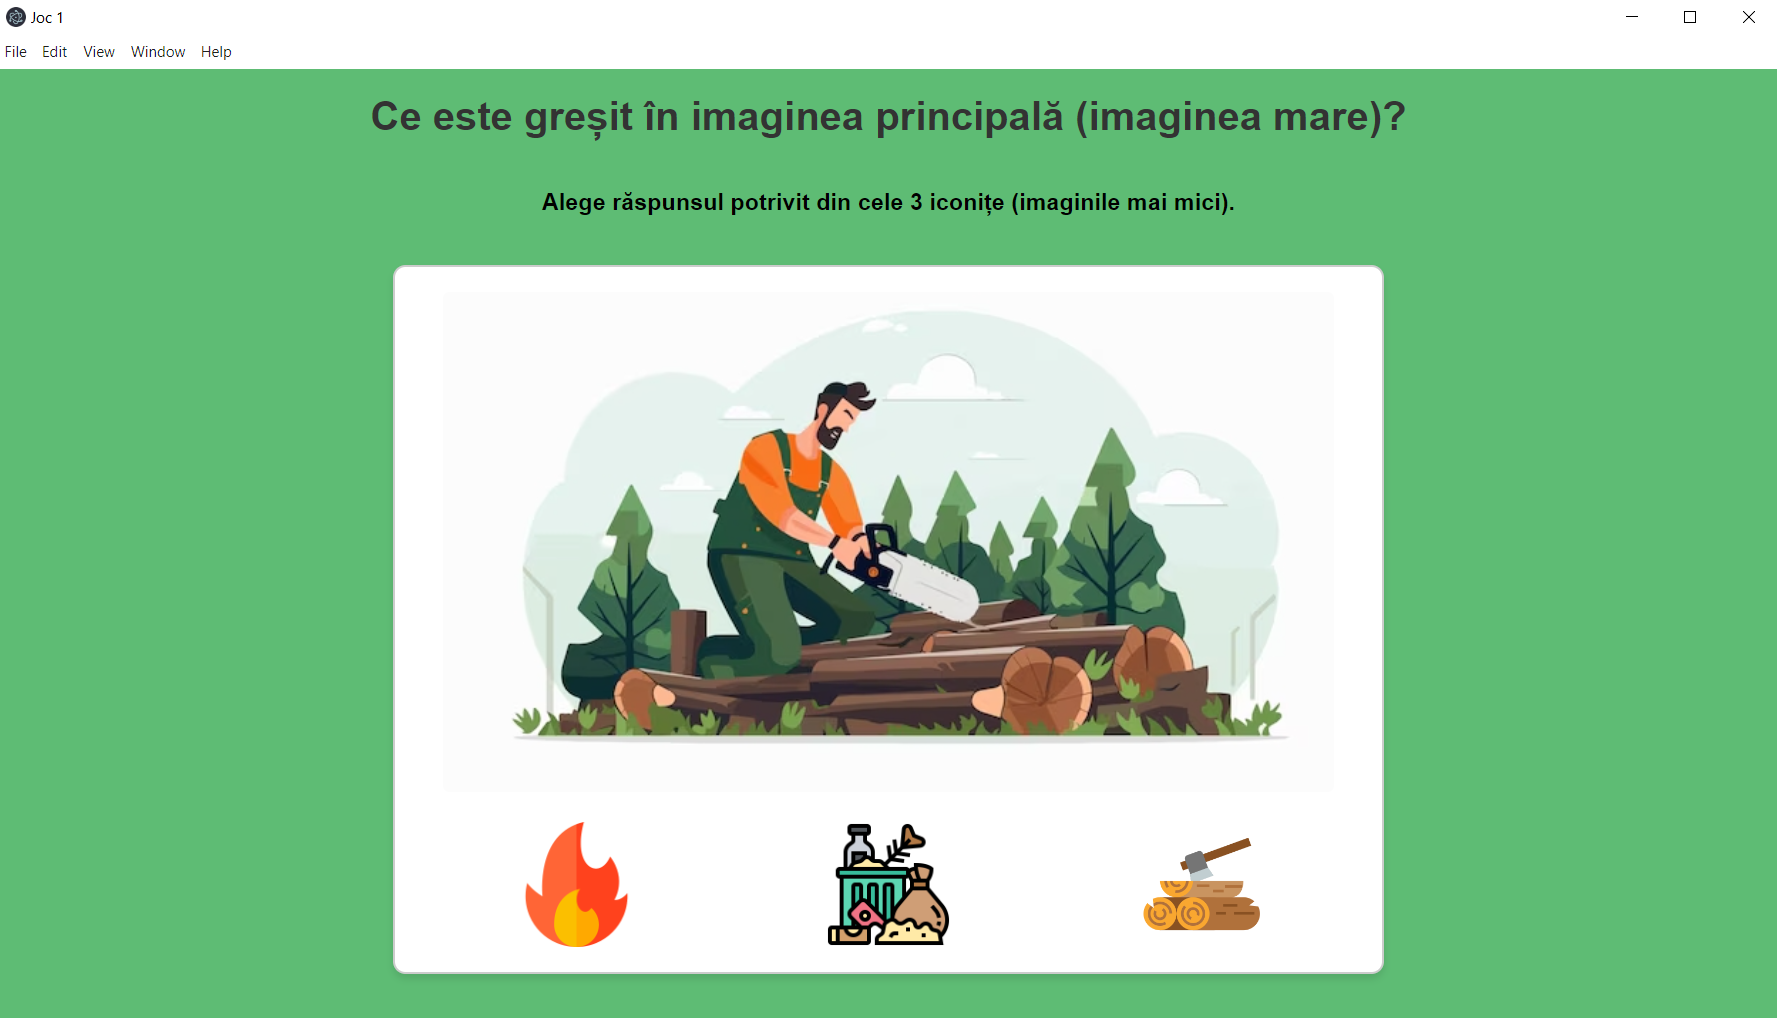 Joc 1
File Edit View Window Help
Ce este greșit în imaginea principală (imaginea mare)?
Alege răspunsul potrivit din cele 3 iconițe (imaginile mai mici).